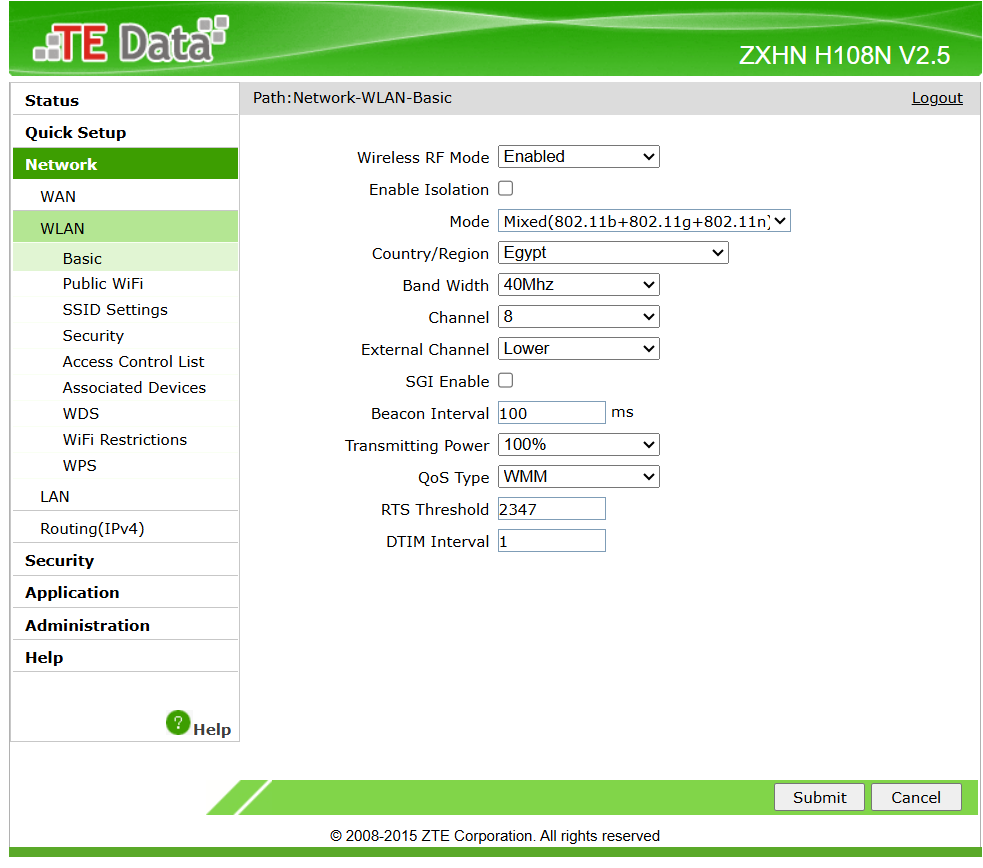 TE Data
ZXHN H108N V2.5
Path:Network-WLAN-Basic
Logout
Status
Quick Setup
Network
WAN
WLAN
Basic
Public WiFi
SSID Settings
Security
Access Control List
Associated Devices
WDS
WiFi Restrictions
WPS
LAN
Routing(IPv4)
Security
Application
Administration
Help
? Help
Wireless RF Mode Enabled
Enable Isolation
Mode Mixed(802.11b+802.11g+802.11n)
Country/Region Egypt
Band Width 40Mhz
Channel 8
External Channel Lower
SGI Enable
Beacon Interval 100 ms
Transmitting Power 100%
QoS Type WMM
RTS Threshold 2347
DTIM Interval 1
Submit Cancel
© 2008-2015 ZTE Corporation. All rights reserved